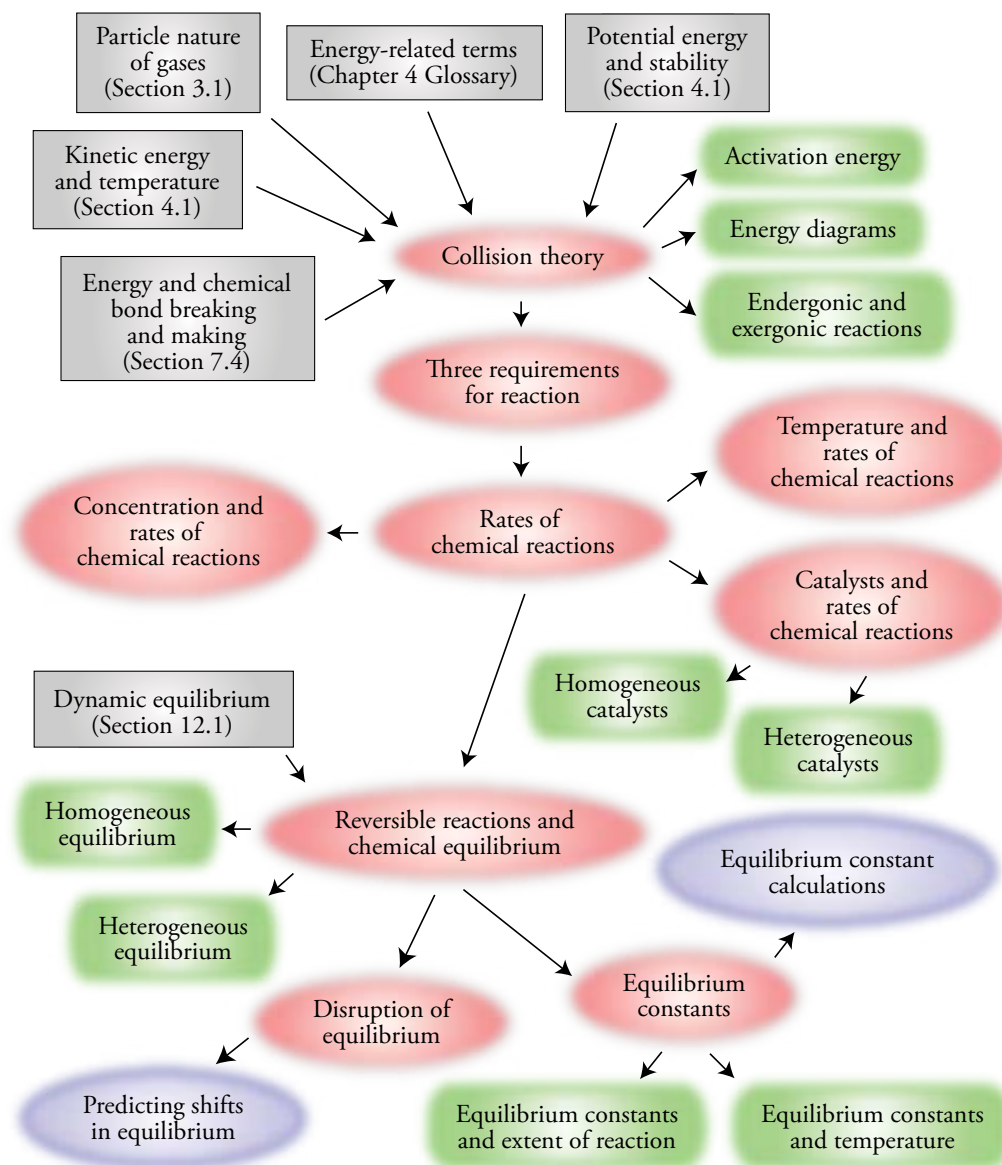 Particle nature
of gases
(Section 3.1)
Energy-related terms
(Chapter 4 Glossary)
Potential energy
and stability
(Section 4.1)
Kinetic energy
and temperature
(Section 4.1)
Activation energy
Energy diagrams
Collision theory
Energy and chemical
bond breaking
and making
(Section 7.4)
Endergonic and
exergonic reactions
Three requirements
for reaction
Temperature and
rates of
chemical reactions
Concentration and
rates of
chemical reactions
Rates of
chemical reactions
Catalysts and
rates of
chemical reactions
Homogeneous
catalysts
Heterogeneous
catalysts
Dynamic equilibrium
(Section 12.1)
Homogeneous
equilibrium
Reversible reactions and
chemical equilibrium
Equilibrium constant
calculations
Heterogeneous
equilibrium
Disruption of
equilibrium
Equilibrium
constants
Predicting shifts
in equilibrium
Equilibrium constants
and extent of reaction
Equilibrium constants
and temperature